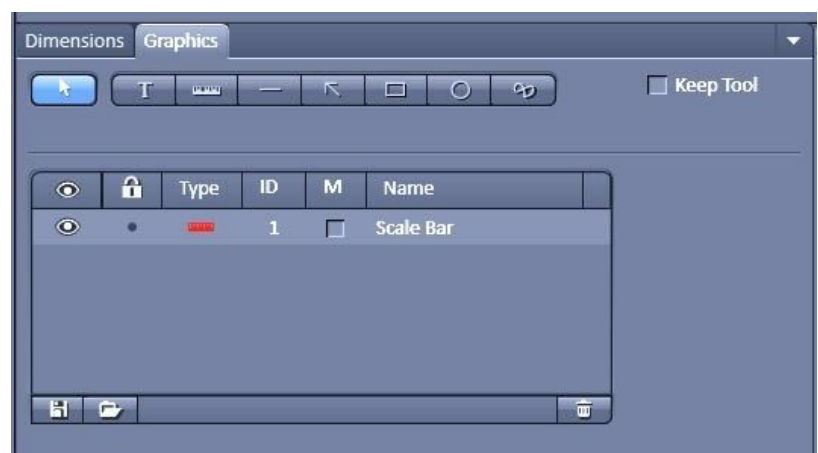 Dimensions Graphics
T Keep Tool
Type ID M Name
1 Scale Bar